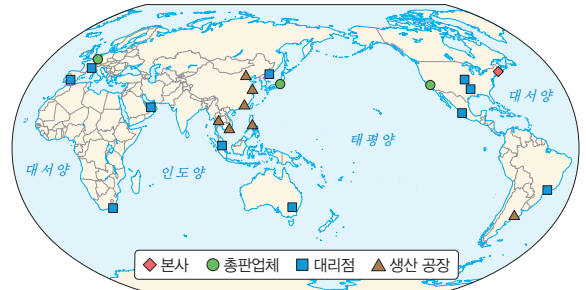 대서양
태평양
대서양
인도양
본사 총판업체 대리점 생산 공장